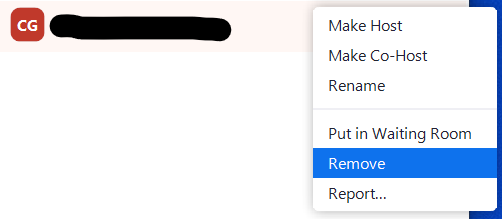 CG
Make Host
Make Co-Host
Rename
Put in Waiting Room
Remove
Report...